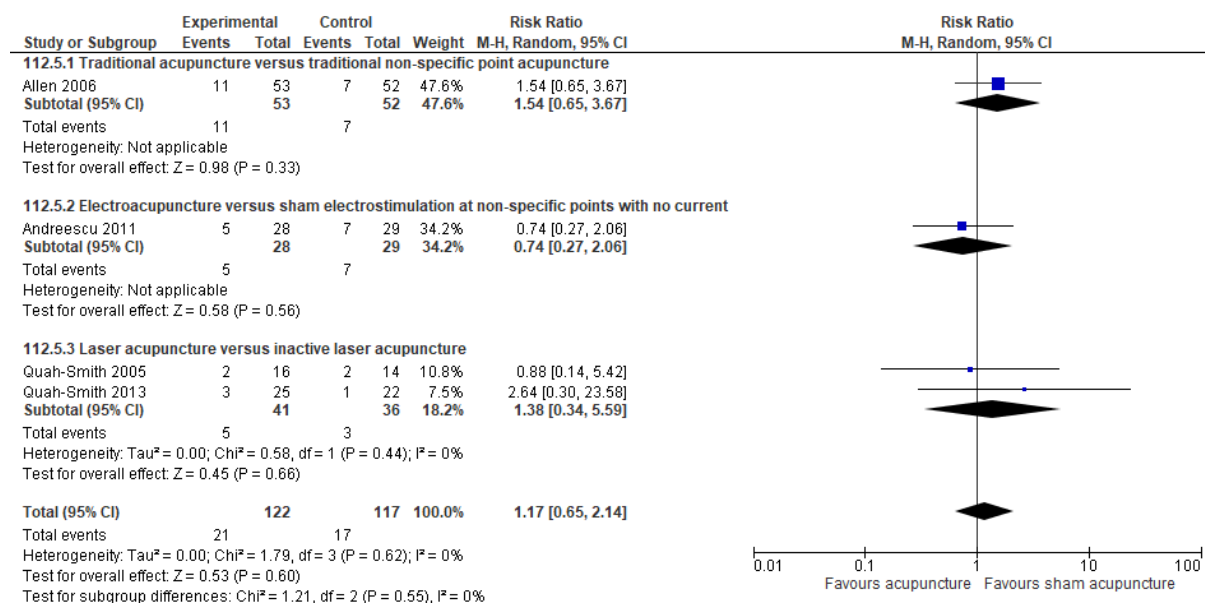 Experimental Control Risk Ratio Risk Ratio
Study or Subgroup Events Total Events Total Weight M-H, Random, 95% CI M-H, Random, 95% CI
112.5.1 Traditional acupuncture versus traditional non-specific point acupuncture
Allen 2006 11 53 7 52 47.6% 1.54 [0.65, 3.67]
Subtotal (95% CI) 53 52 47.6% 1.54 [0.65, 3.67]
Total events 11 7
Heterogeneity: Not applicable
Test for overall effect: Z = 0.98 (P = 0.33)
112.5.2 Electroacupuncture versus sham electrostimulation at non-specific points with no current
Andreescu 2011 5 28 7 29 34.2% 0.74 [0.27, 2.06]
Subtotal (95% CI) 28 29 34.2% 0.74 [0.27, 2.06]
Total events 5 7
Heterogeneity: Not applicable
Test for overall effect: Z = 0.58 (P = 0.56)
112.5.3 Laser acupuncture versus inactive laser acupuncture
Quah-Smith 2005 2 16 2 14 10.8% 0.88 [0.14, 5.42]
Quah-Smith 2013 3 25 1 22 7.5% 2.64 [0.30, 23.58]
Subtotal (95% CI) 41 36 18.2% 1.38 [0.34, 5.59]
Total events 5 3
Heterogeneity: Tau² = 0.00; Chi² = 0.58, df = 1 (P = 0.44); I² = 0%
Test for overall effect: Z = 0.45 (P = 0.66)
Total (95% CI) 122 117 100.0% 1.17 [0.65, 2.14]
Total events 21 17
Heterogeneity: Tau² = 0.00; Chi² = 1.79, df = 3 (P = 0.62); I² = 0%
Test for overall effect: Z = 0.53 (P = 0.60)
Test for subgroup differences: Chi² = 1.21, df = 2 (P = 0.55), I² = 0%
0.01 0.1 1 10 100
Favours acupuncture Favours sham acupuncture